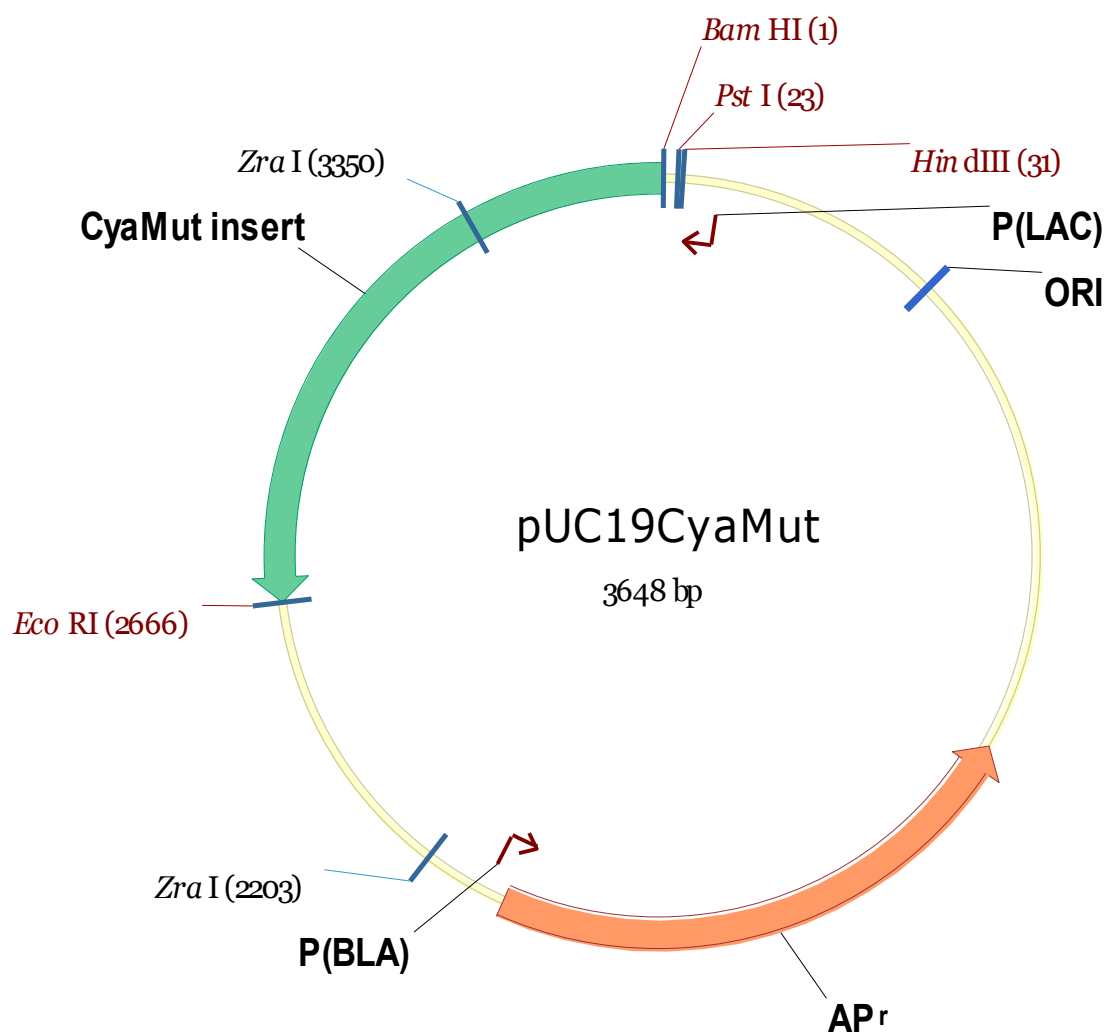 Bam HI (1)
Pst I (23)
Zra I (3350)
Hin dIII (31)
CyaMut insert
P(LAC)
ORI
pUC19CyaMut
3648 bp
Eco RI (2666)
Zra I (2203)
P(BLA)
APr